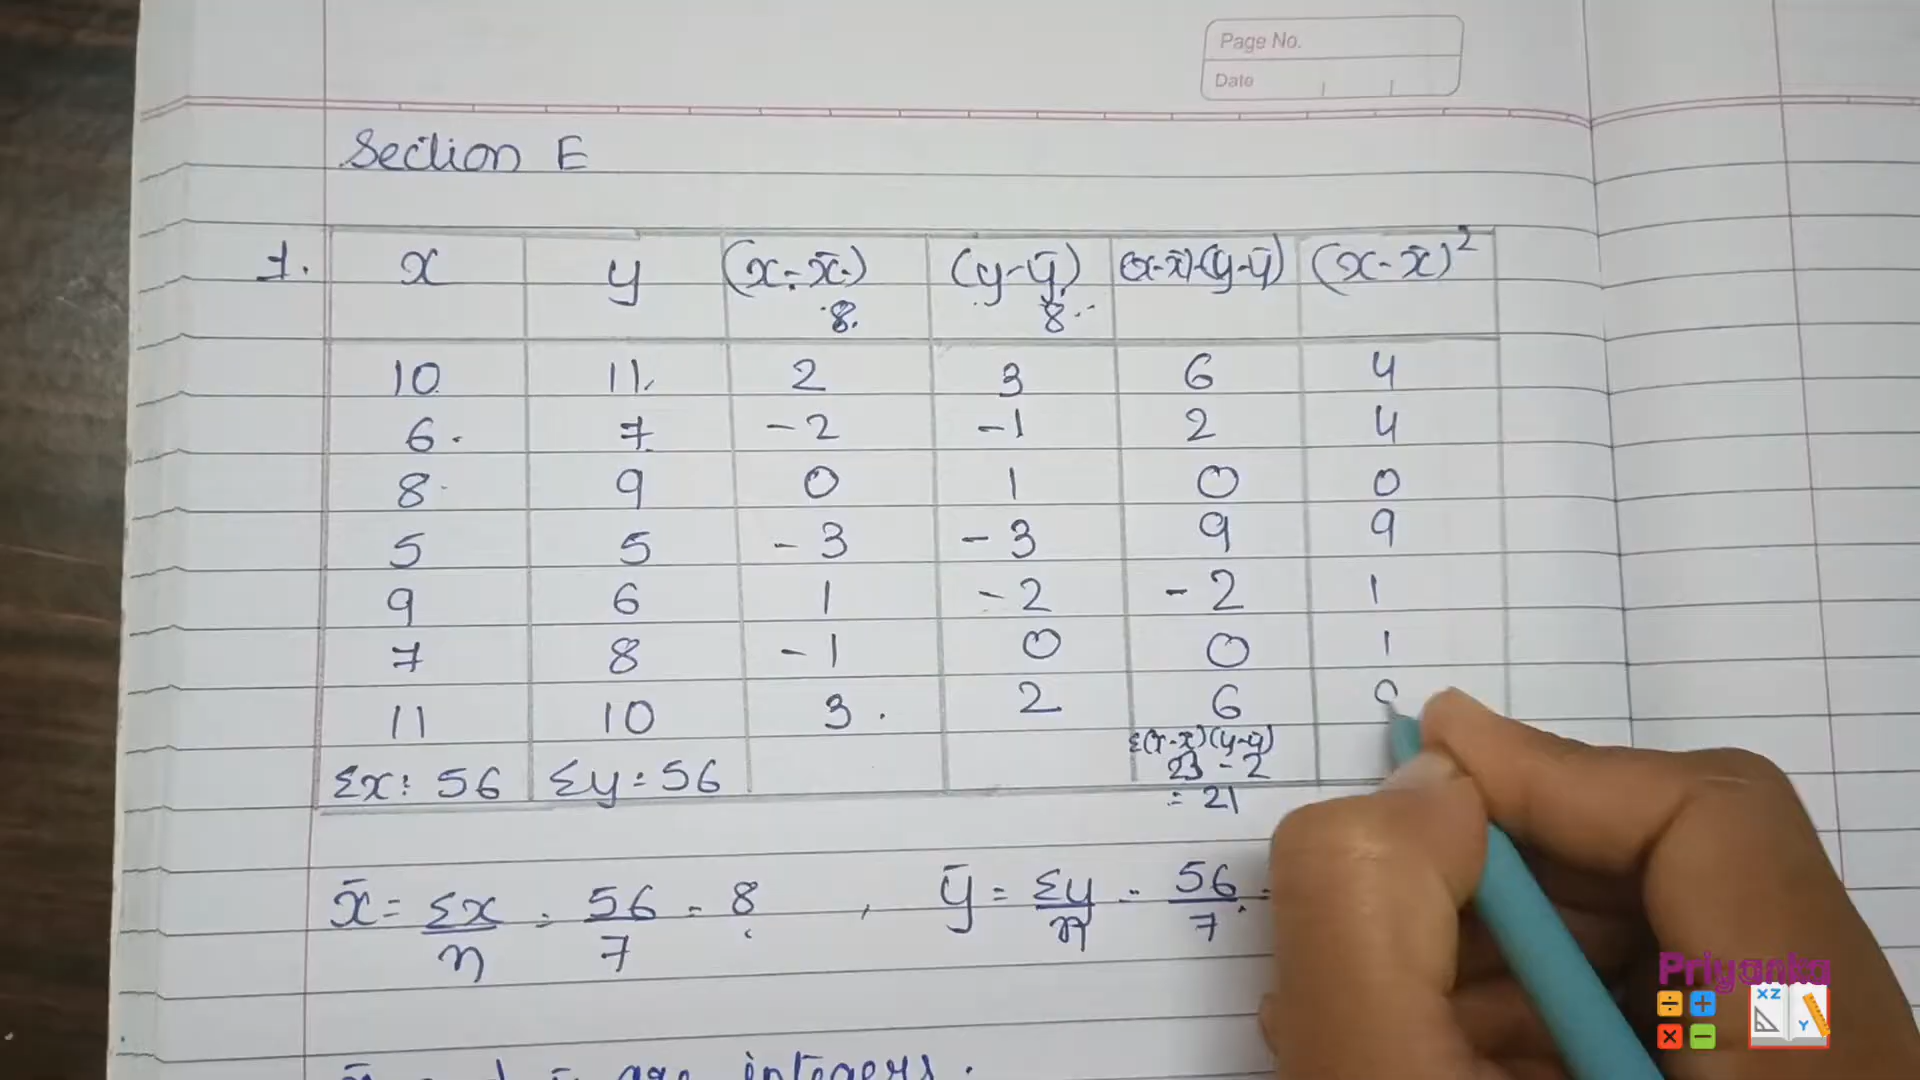 Page No.
Date
Section E
1. x y (x-x̄) (y-ȳ) (x-x̄)(y-ȳ) (x-x̄)²
8 8
10 11 2 3 6 4
6 7 -2 -1 2 4
8 9 0 1 0 0
5 5 -3 -3 9 9
9 6 1 -2 -2 1
7 8 -1 0 0 1
11 10 3 2 6
Σx = 56 Σy = 56 Σ(x-x̄)(y-ȳ)
23 - 2
= 21
x̄ = Σx/n = 56/7 = 8 , ȳ = Σy/n = 56/7 =
are integers.
Priyanka
XZ
Y